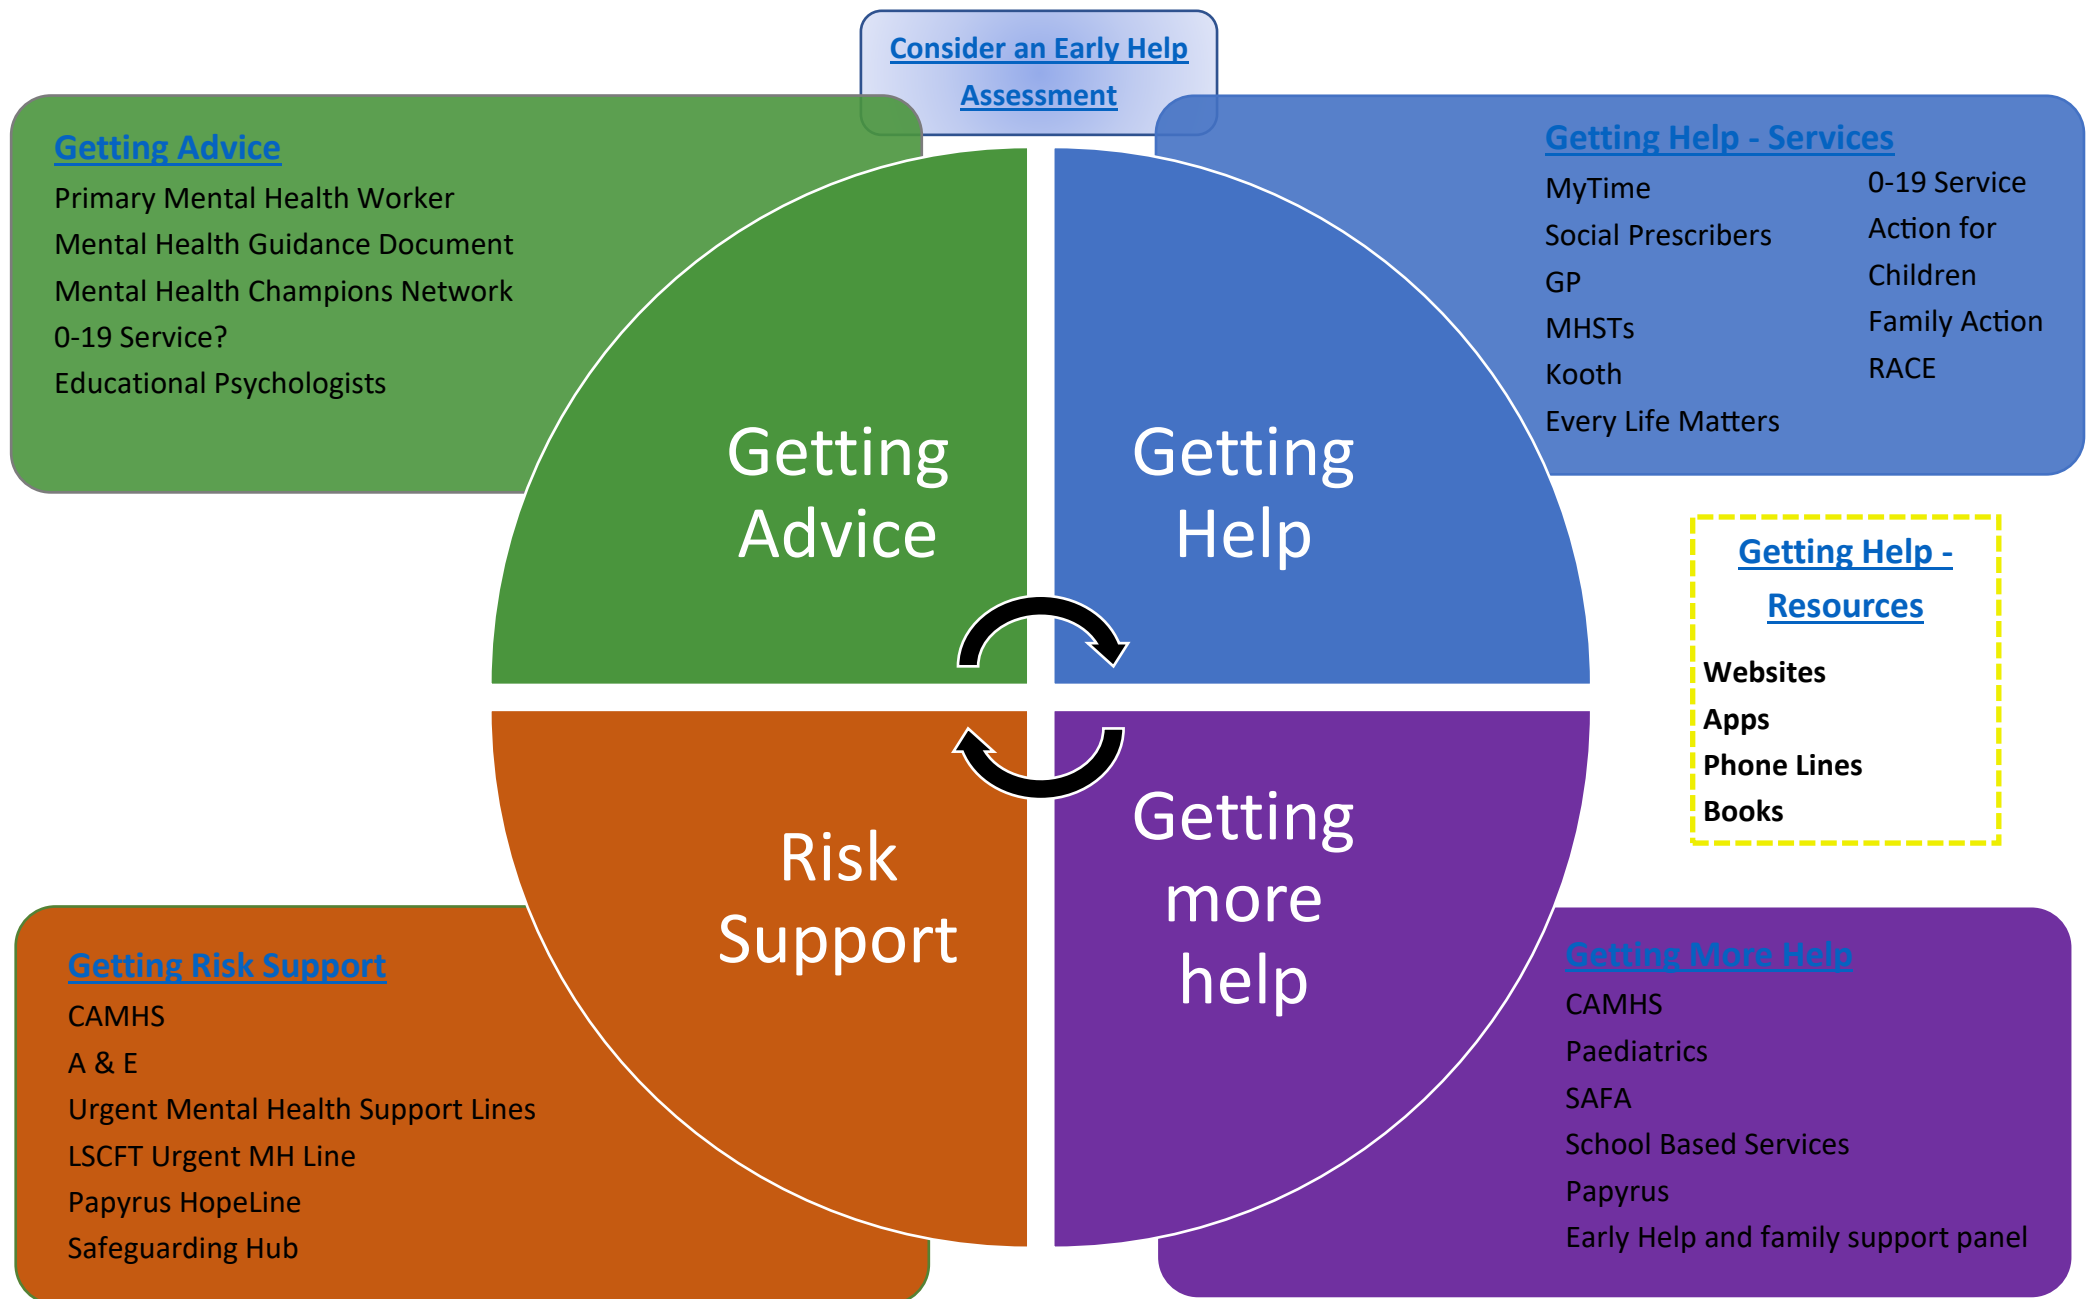 Consider an Early Help
Assessment
Getting Advice
Primary Mental Health Worker
Mental Health Guidance Document
Mental Health Champions Network
0-19 Service?
Educational Psychologists
Getting Help - Services
MyTime
Social Prescribers
GP
MHSTs
Kooth
Every Life Matters
0-19 Service
Action for
Children
Family Action
RACE
Getting
Advice
Getting
Help
Getting Help -
Resources
Websites
Apps
Phone Lines
Books
Risk
Support
Getting
more
help
Getting Risk Support
CAMHS
A & E
Urgent Mental Health Support Lines
LSCFT Urgent MH Line
Papyrus HopeLine
Safeguarding Hub
Getting More Help
CAMHS
Paediatrics
SAFA
School Based Services
Papyrus
Early Help and family support panel